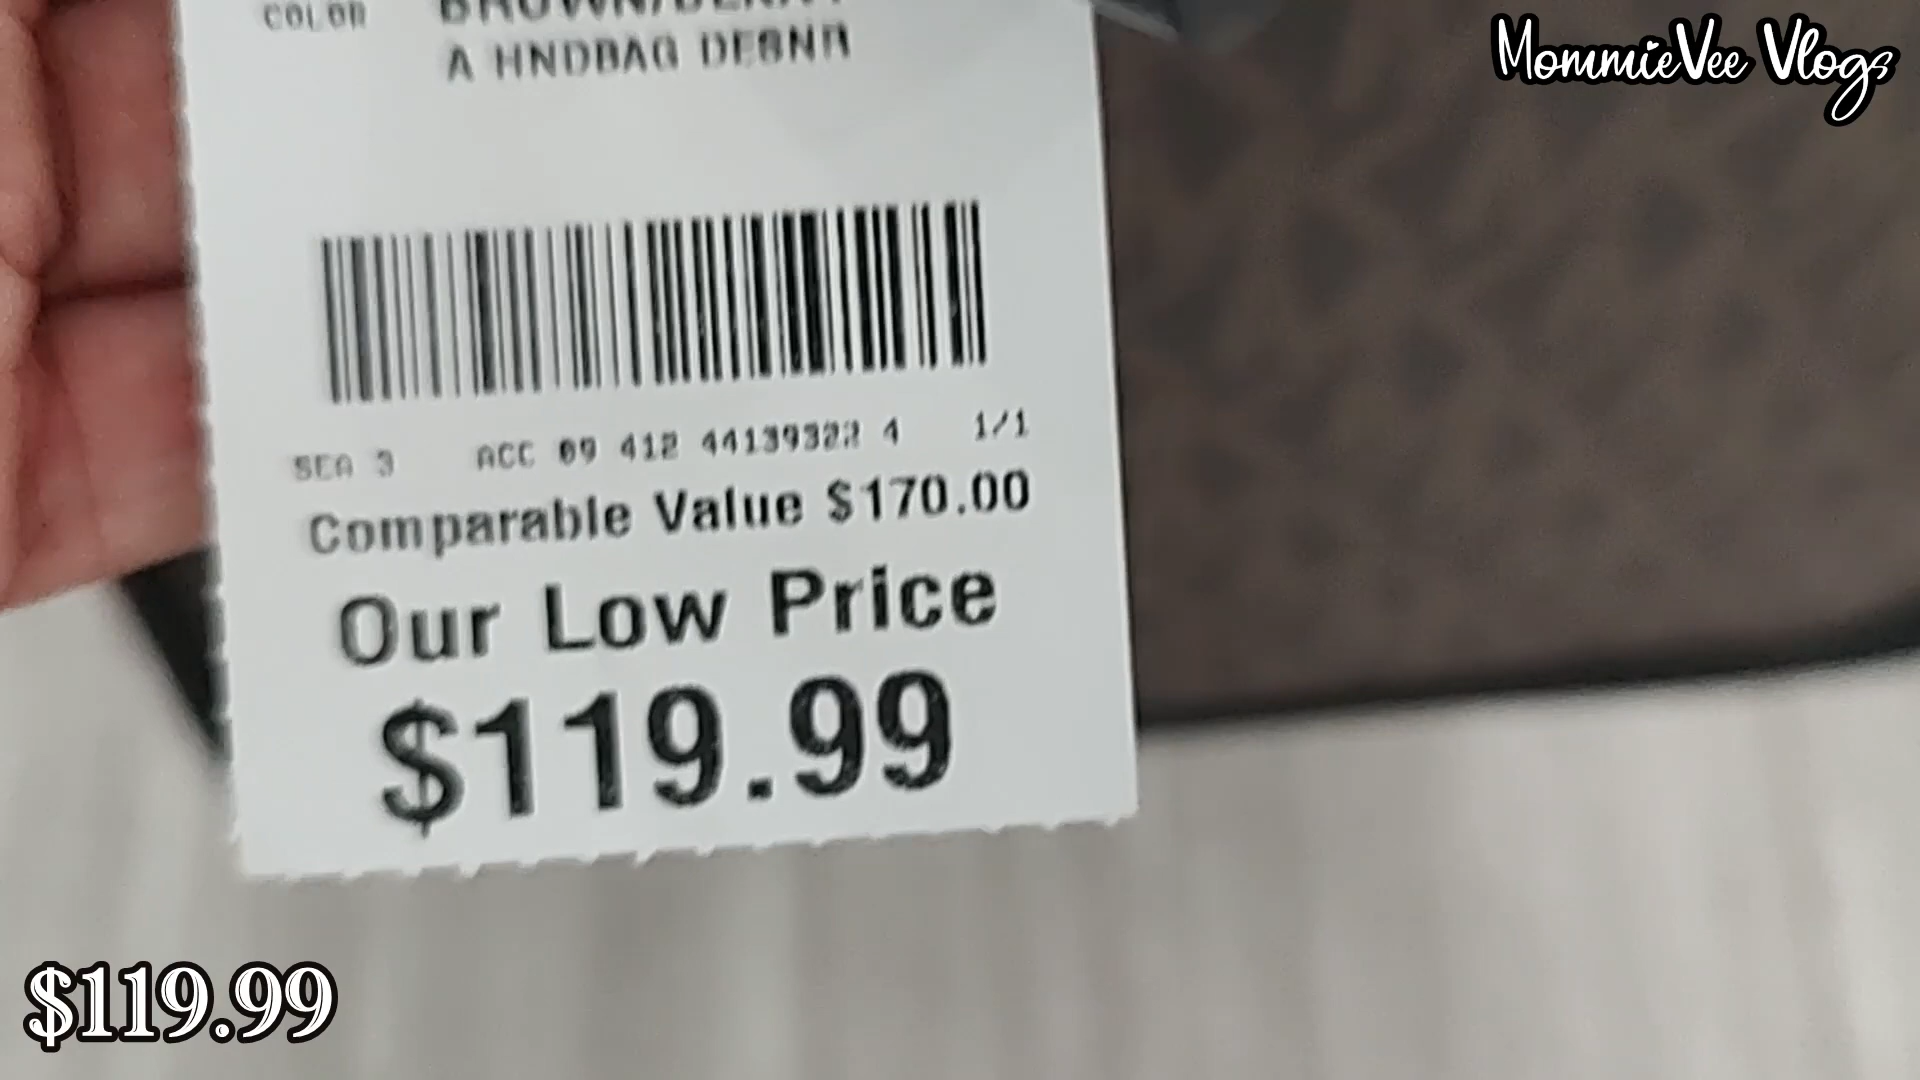 MommieVee Vlogs
COLOR
A HNDBAG DESNR
SEA 3 ACC 09 412 44139322 4 1/1
Comparable Value $170.00
Our Low Price
$119.99
$119.99